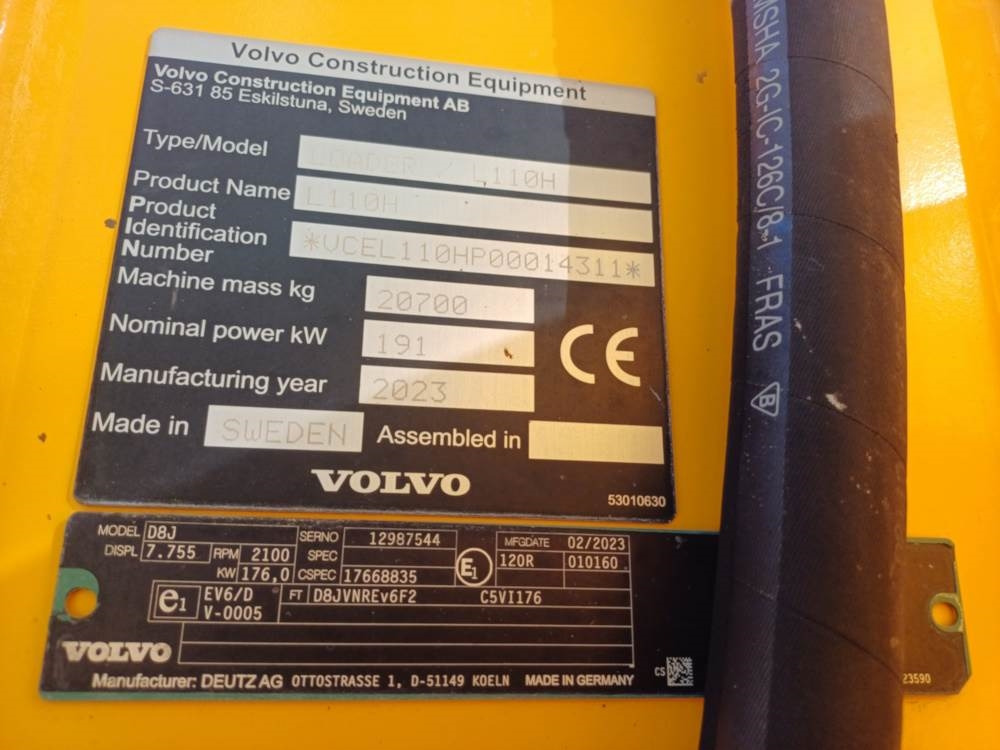 Volvo Construction Equipment
Volvo Construction Equipment AB
S-631 85 Eskilstuna, Sweden
Type/Model LOADER / L110H
Product Name L110H
Product
Identification
Number *VCEL110HP00014311*
Machine mass kg 20700
Nominal power kW 191
Manufacturing year 2023
CE
Made in SWEDEN Assembled in
VOLVO
53010630
MODEL D8J SERNO 12987544 MFGDATE 02/2023
DISPL 7.755 RPM 2100 SPEC 120R 010160
KW 176,0 CSPEC 17668835 E1
e1 EV6/D FT D8JVNREv6F2 C5VI176
V-0005
VOLVO
CS
Manufacturer: DEUTZ AG OTTOSTRASSE 1, D-51149 KOELN MADE IN GERMANY
23590
MSHA 2G-IC-126C/8-1 FRAS
B